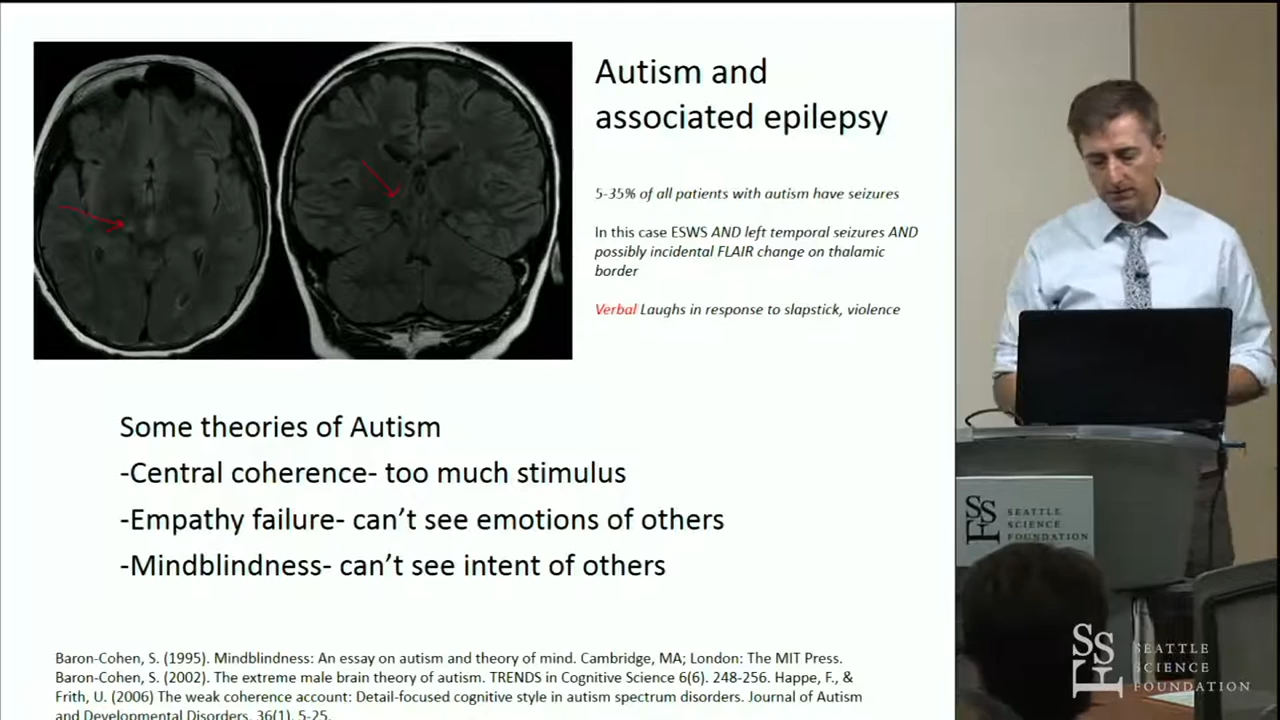 Autism and
associated epilepsy
5-35% of all patients with autism have seizures
In this case ESWS AND left temporal seizures AND
possibly incidental FLAIR change on thalamic
border
Verbal Laughs in response to slapstick, violence
Some theories of Autism
-Central coherence- too much stimulus
-Empathy failure- can't see emotions of others
-Mindblindness- can't see intent of others
Baron-Cohen, S. (1995). Mindblindness: An essay on autism and theory of mind. Cambridge, MA; London: The MIT Press.
Baron-Cohen, S. (2002). The extreme male brain theory of autism. TRENDS in Cognitive Science 6(6). 248-256. Happe, F., &
Frith, U. (2006) The weak coherence account: Detail-focused cognitive style in autism spectrum disorders. Journal of Autism
and Developmental Disorders, 36(1), 5-25.
SSF
SEATTLE
SCIENCE
FOUNDATION
SSF
SEATTLE
SCIENCE
FOUNDATION